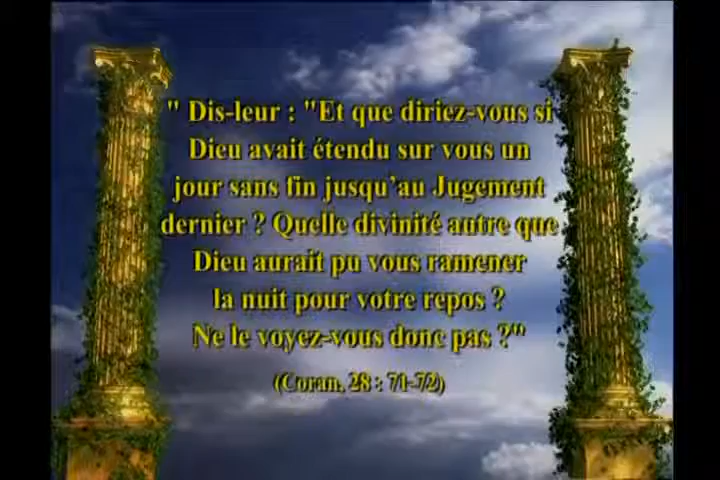 " Dis-leur : "Et que diriez-vous si
Dieu avait étendu sur vous un
jour sans fin jusqu'au Jugement
dernier ? Quelle divinité autre que
Dieu aurait pu vous ramener
la nuit pour votre repos ?
Ne le voyez-vous donc pas ?"
(Coran, 28 : 71-72)